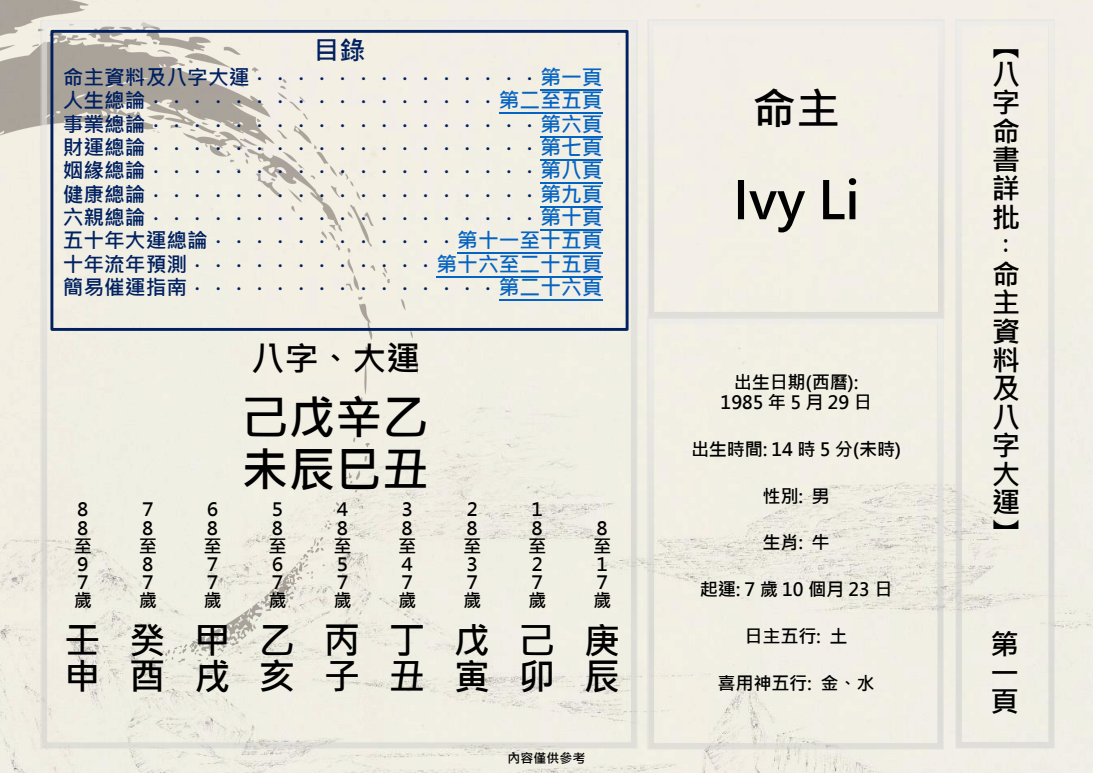 目錄
命主資料及八字大運 · · · · · · · · · · · · · · 第一頁
人生總論 · · · · · · · · · · · · · · · · · 第二至五頁
事業總論 · · · · · · · · · · · · · · · · · · · 第六頁
財運總論 · · · · · · · · · · · · · · · · · · · 第七頁
姻緣總論 · · · · · · · · · · · · · · · · · · · 第八頁
健康總論 · · · · · · · · · · · · · · · · · · · 第九頁
六親總論 · · · · · · · · · · · · · · · · · · · 第十頁
五十年大運總論 · · · · · · · · · · · · 第十一至十五頁
十年流年預測 · · · · · · · · · · · · 第十六至二十五頁
簡易催運指南 · · · · · · · · · · · · · · · 第二十六頁
八字、大運
己戊辛乙
未辰巳丑
88至97歲
78至87歲
68至77歲
58至67歲
48至57歲
38至47歲
28至37歲
18至27歲
8至17歲
壬癸甲乙丙丁戊己庚
申酉戌亥子丑寅卯辰
命主
Ivy Li
出生日期(西曆):
1985 年 5 月 29 日
出生時間: 14 時 5 分(未時)
性別: 男
生肖: 牛
起運: 7 歲 10 個月 23 日
日主五行: 土
喜用神五行: 金、水
【八字命書詳批：命主資料及八字大運】
第一頁
內容僅供參考